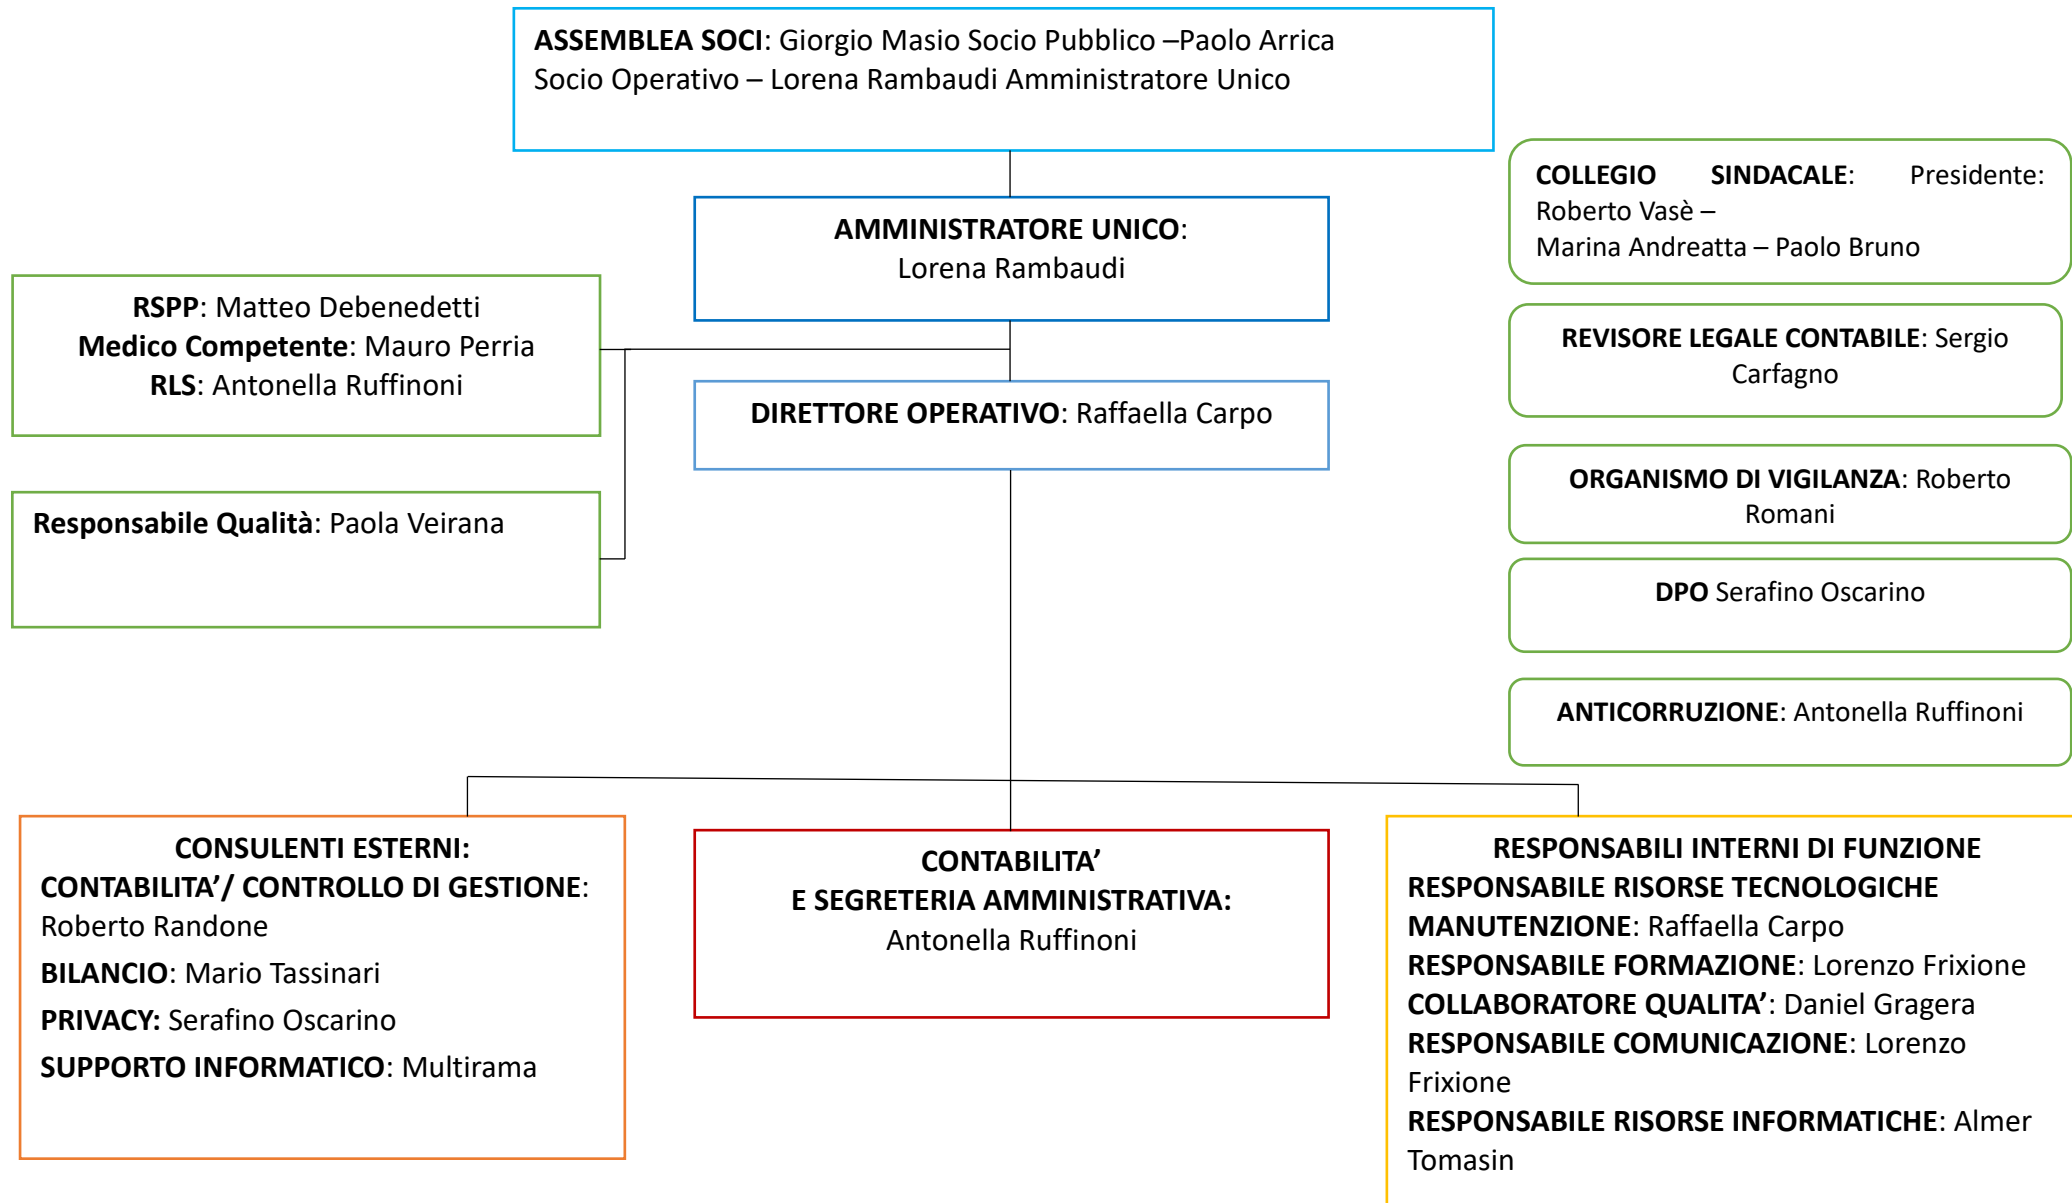 ASSEMBLEA SOCI: Giorgio Masio Socio Pubblico –Paolo Arrica
Socio Operativo – Lorena Rambaudi Amministratore Unico
COLLEGIO SINDACALE: Presidente:
Roberto Vasè –
Marina Andreatta – Paolo Bruno
AMMINISTRATORE UNICO:
Lorena Rambaudi
RSPP: Matteo Debenedetti
Medico Competente: Mauro Perria
RLS: Antonella Ruffinoni
REVISORE LEGALE CONTABILE: Sergio
Carfagno
DIRETTORE OPERATIVO: Raffaella Carpo
ORGANISMO DI VIGILANZA: Roberto
Romani
Responsabile Qualità: Paola Veirana
DPO Serafino Oscarino
ANTICORRUZIONE: Antonella Ruffinoni
CONSULENTI ESTERNI:
CONTABILITA’/ CONTROLLO DI GESTIONE:
Roberto Randone
BILANCIO: Mario Tassinari
PRIVACY: Serafino Oscarino
SUPPORTO INFORMATICO: Multirama
CONTABILITA’
E SEGRETERIA AMMINISTRATIVA:
Antonella Ruffinoni
RESPONSABILI INTERNI DI FUNZIONE
RESPONSABILE RISORSE TECNOLOGICHE
MANUTENZIONE: Raffaella Carpo
RESPONSABILE FORMAZIONE: Lorenzo Frixione
COLLABORATORE QUALITA’: Daniel Gragera
RESPONSABILE COMUNICAZIONE: Lorenzo
Frixione
RESPONSABILE RISORSE INFORMATICHE: Almer
Tomasin